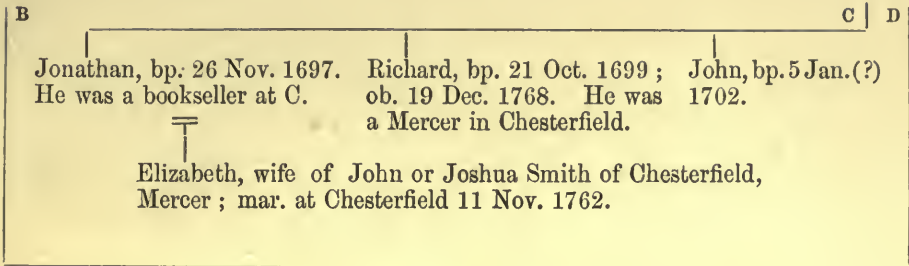 B C D
Jonathan, bp. 26 Nov. 1697. Richard, bp. 21 Oct. 1699 ; John, bp. 5 Jan. (?)
He was a bookseller at C. ob. 19 Dec. 1768. He was 1702.
a Mercer in Chesterfield.
Elizabeth, wife of John or Joshua Smith of Chesterfield,
Mercer ; mar. at Chesterfield 11 Nov. 1762.